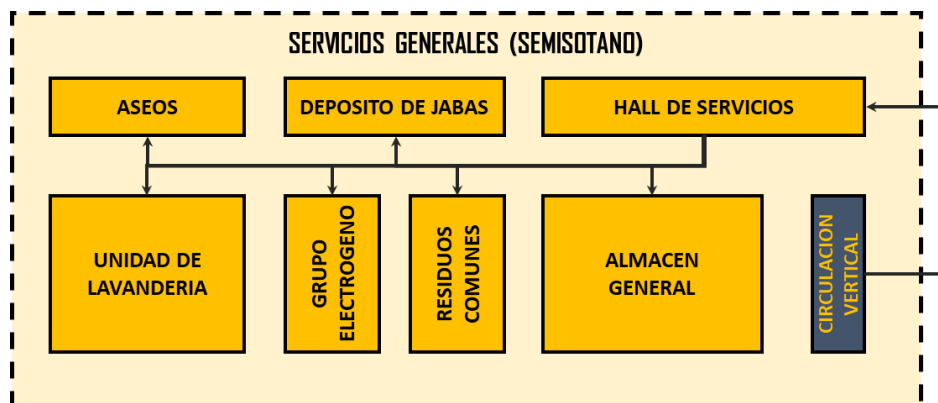 SERVICIOS GENERALES (SEMISOTANO)
ASEOS
DEPOSITO DE JABAS
HALL DE SERVICIOS
UNIDAD DE
LAVANDERIA
GRUPO
ELECTROGENO
RESIDUOS
COMUNES
ALMACEN
GENERAL
CIRCULACION
VERTICAL